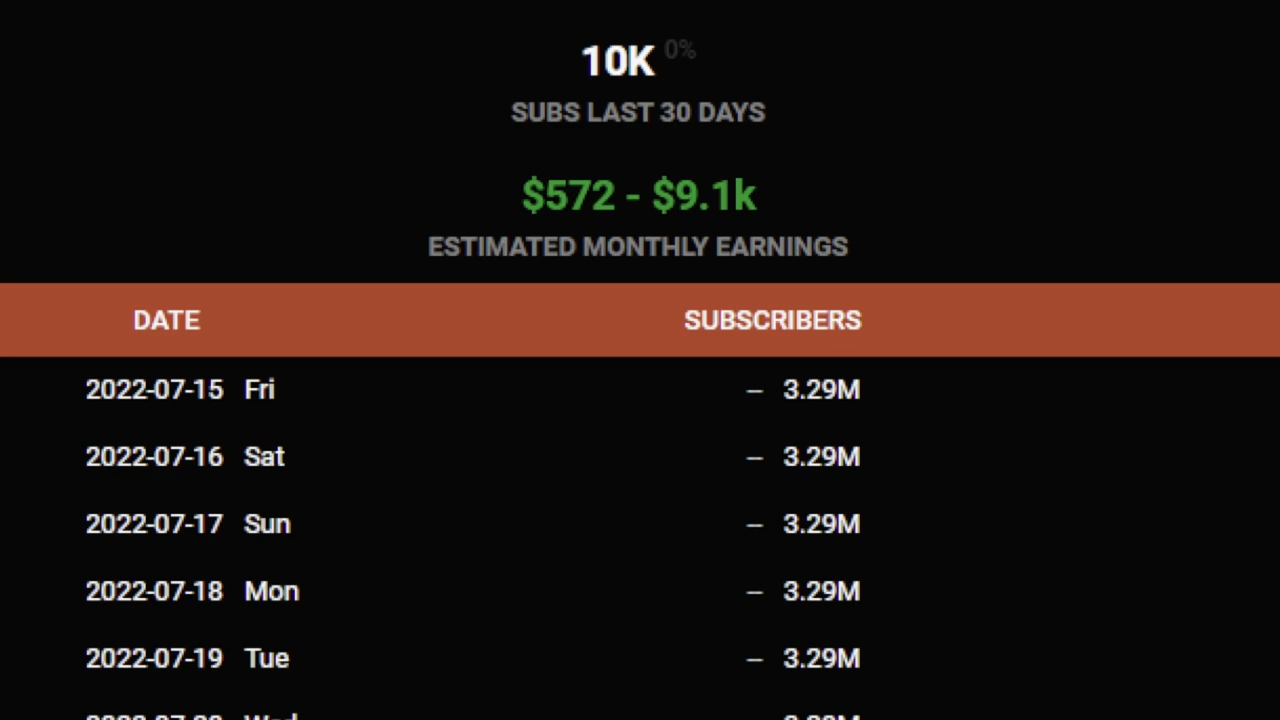 10K 0%
SUBS LAST 30 DAYS
$572 - $9.1k
ESTIMATED MONTHLY EARNINGS
DATE SUBSCRIBERS
2022-07-15 Fri -- 3.29M
2022-07-16 Sat -- 3.29M
2022-07-17 Sun -- 3.29M
2022-07-18 Mon -- 3.29M
2022-07-19 Tue -- 3.29M